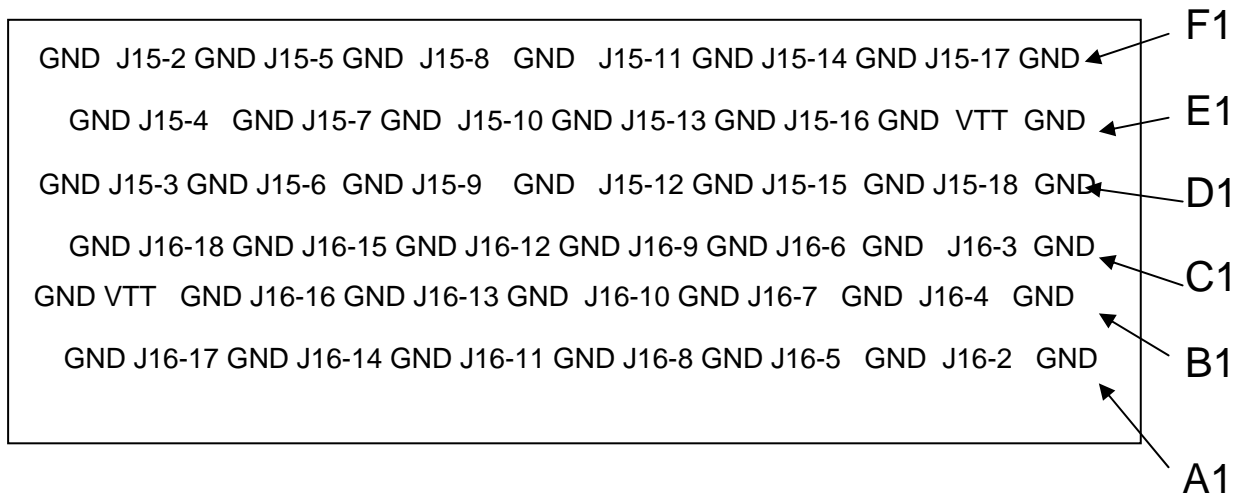 F1
GND J15-2 GND J15-5 GND J15-8 GND J15-11 GND J15-14 GND J15-17 GND
E1
GND J15-4 GND J15-7 GND J15-10 GND J15-13 GND J15-16 GND VTT GND
GND J15-3 GND J15-6 GND J15-9 GND J15-12 GND J15-15 GND J15-18 GND
D1
GND J16-18 GND J16-15 GND J16-12 GND J16-9 GND J16-6 GND J16-3 GND
C1
GND VTT GND J16-16 GND J16-13 GND J16-10 GND J16-7 GND J16-4 GND
B1
GND J16-17 GND J16-14 GND J16-11 GND J16-8 GND J16-5 GND J16-2 GND
A1